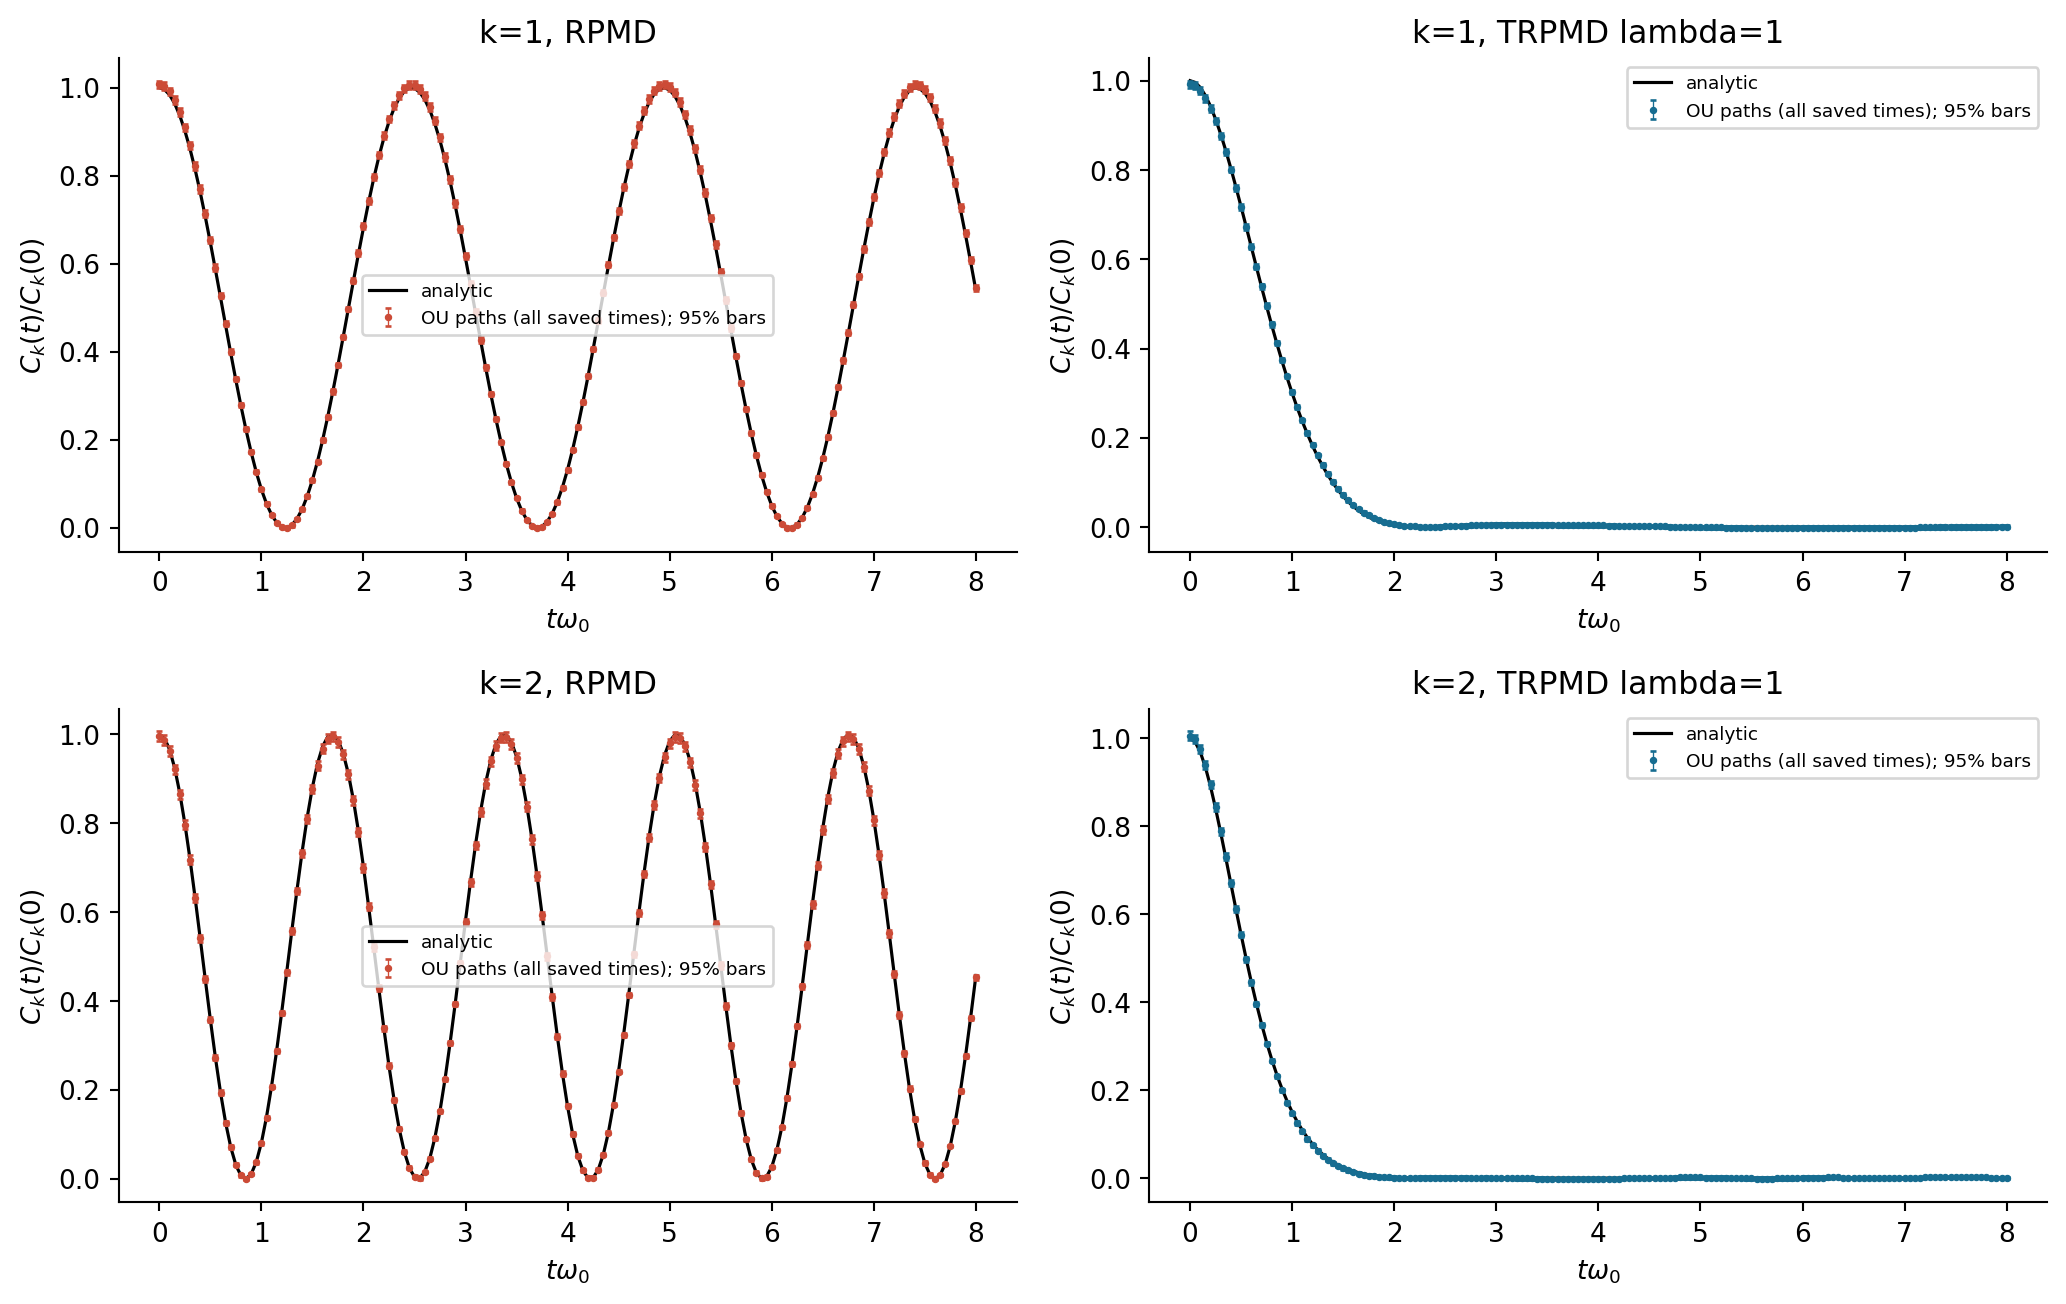 k=1, RPMD
1.0
0.8
0.6
0.4
0.2
0.0
C_k(t)/C_k(0)
analytic
OU paths (all saved times); 95% bars
0 1 2 3 4 5 6 7 8
tω₀
k=1, TRPMD lambda=1
1.0
0.8
0.6
0.4
0.2
0.0
C_k(t)/C_k(0)
analytic
OU paths (all saved times); 95% bars
0 1 2 3 4 5 6 7 8
tω₀
k=2, RPMD
1.0
0.8
0.6
0.4
0.2
0.0
C_k(t)/C_k(0)
analytic
OU paths (all saved times); 95% bars
0 1 2 3 4 5 6 7 8
tω₀
k=2, TRPMD lambda=1
1.0
0.8
0.6
0.4
0.2
0.0
C_k(t)/C_k(0)
analytic
OU paths (all saved times); 95% bars
0 1 2 3 4 5 6 7 8
tω₀